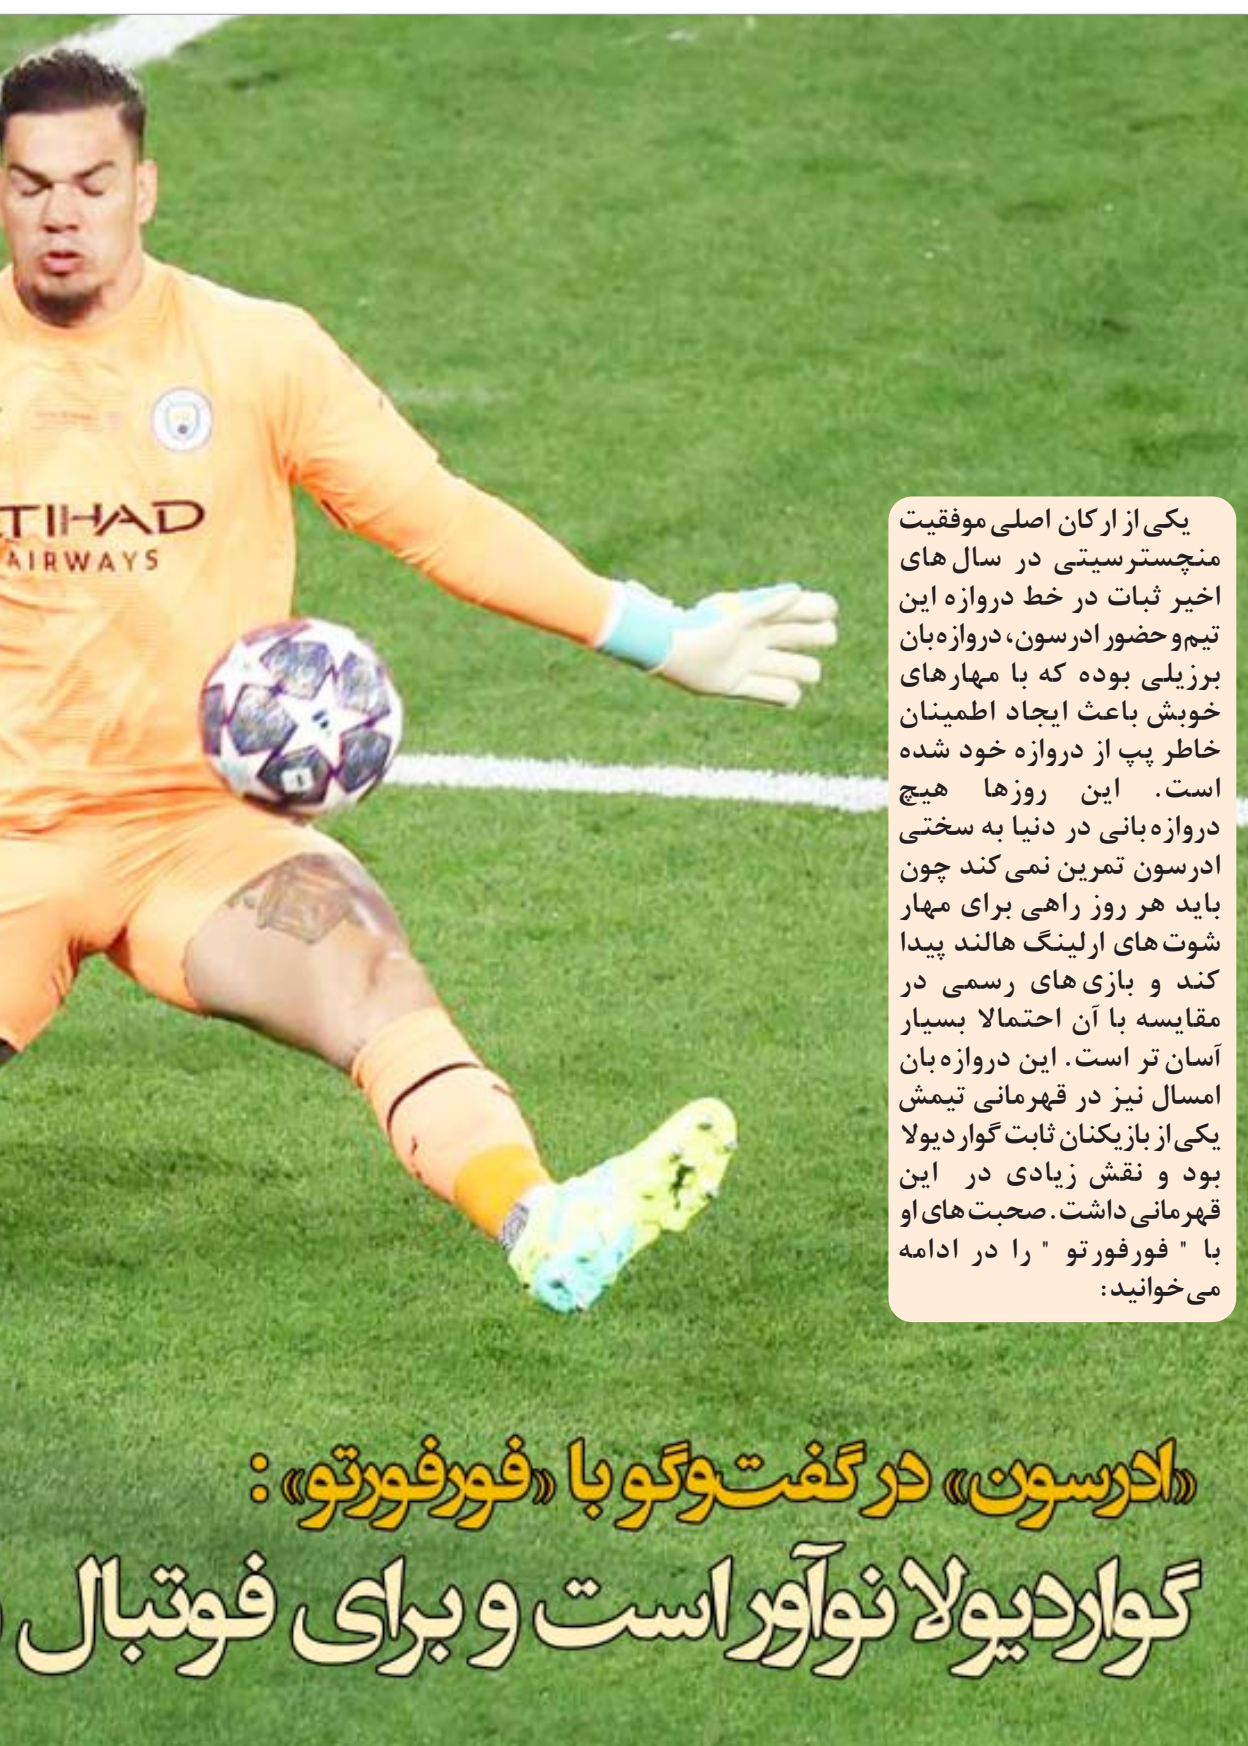 TIHAD
AIRWAYS
یکی از ارکان اصلی موفقیت
منچسترسیتی در سال‌های
اخیر ثبات در خط دروازه این
تیم و حضور ادرسون، دروازه‌بان
برزیلی بوده که با مهارهای
خوبش باعث ایجاد اطمینان
خاطر پپ از دروازه خود شده
است. این روزها هیچ
دروازه‌بانی در دنیا به سختی
ادرسون تمرین نمی‌کند چون
باید هر روز راهی برای مهار
شوت‌های ارلینگ هالند پیدا
کند و بازی‌های رسمی در
مقایسه با آن احتمالا بسیار
آسان تر است. این دروازه‌بان
امسال نیز در قهرمانی تیمش
یکی از بازیکنان ثابت گواردیولا
بود و نقش زیادی در این
قهرمانی داشت. صحبت‌های او
با " فورفورتو " را در ادامه
می‌خوانید:
«ادرسون» در گفت‌وگو با «فورفورتو» :
گواردیولا نوآور است و برای فوتبال